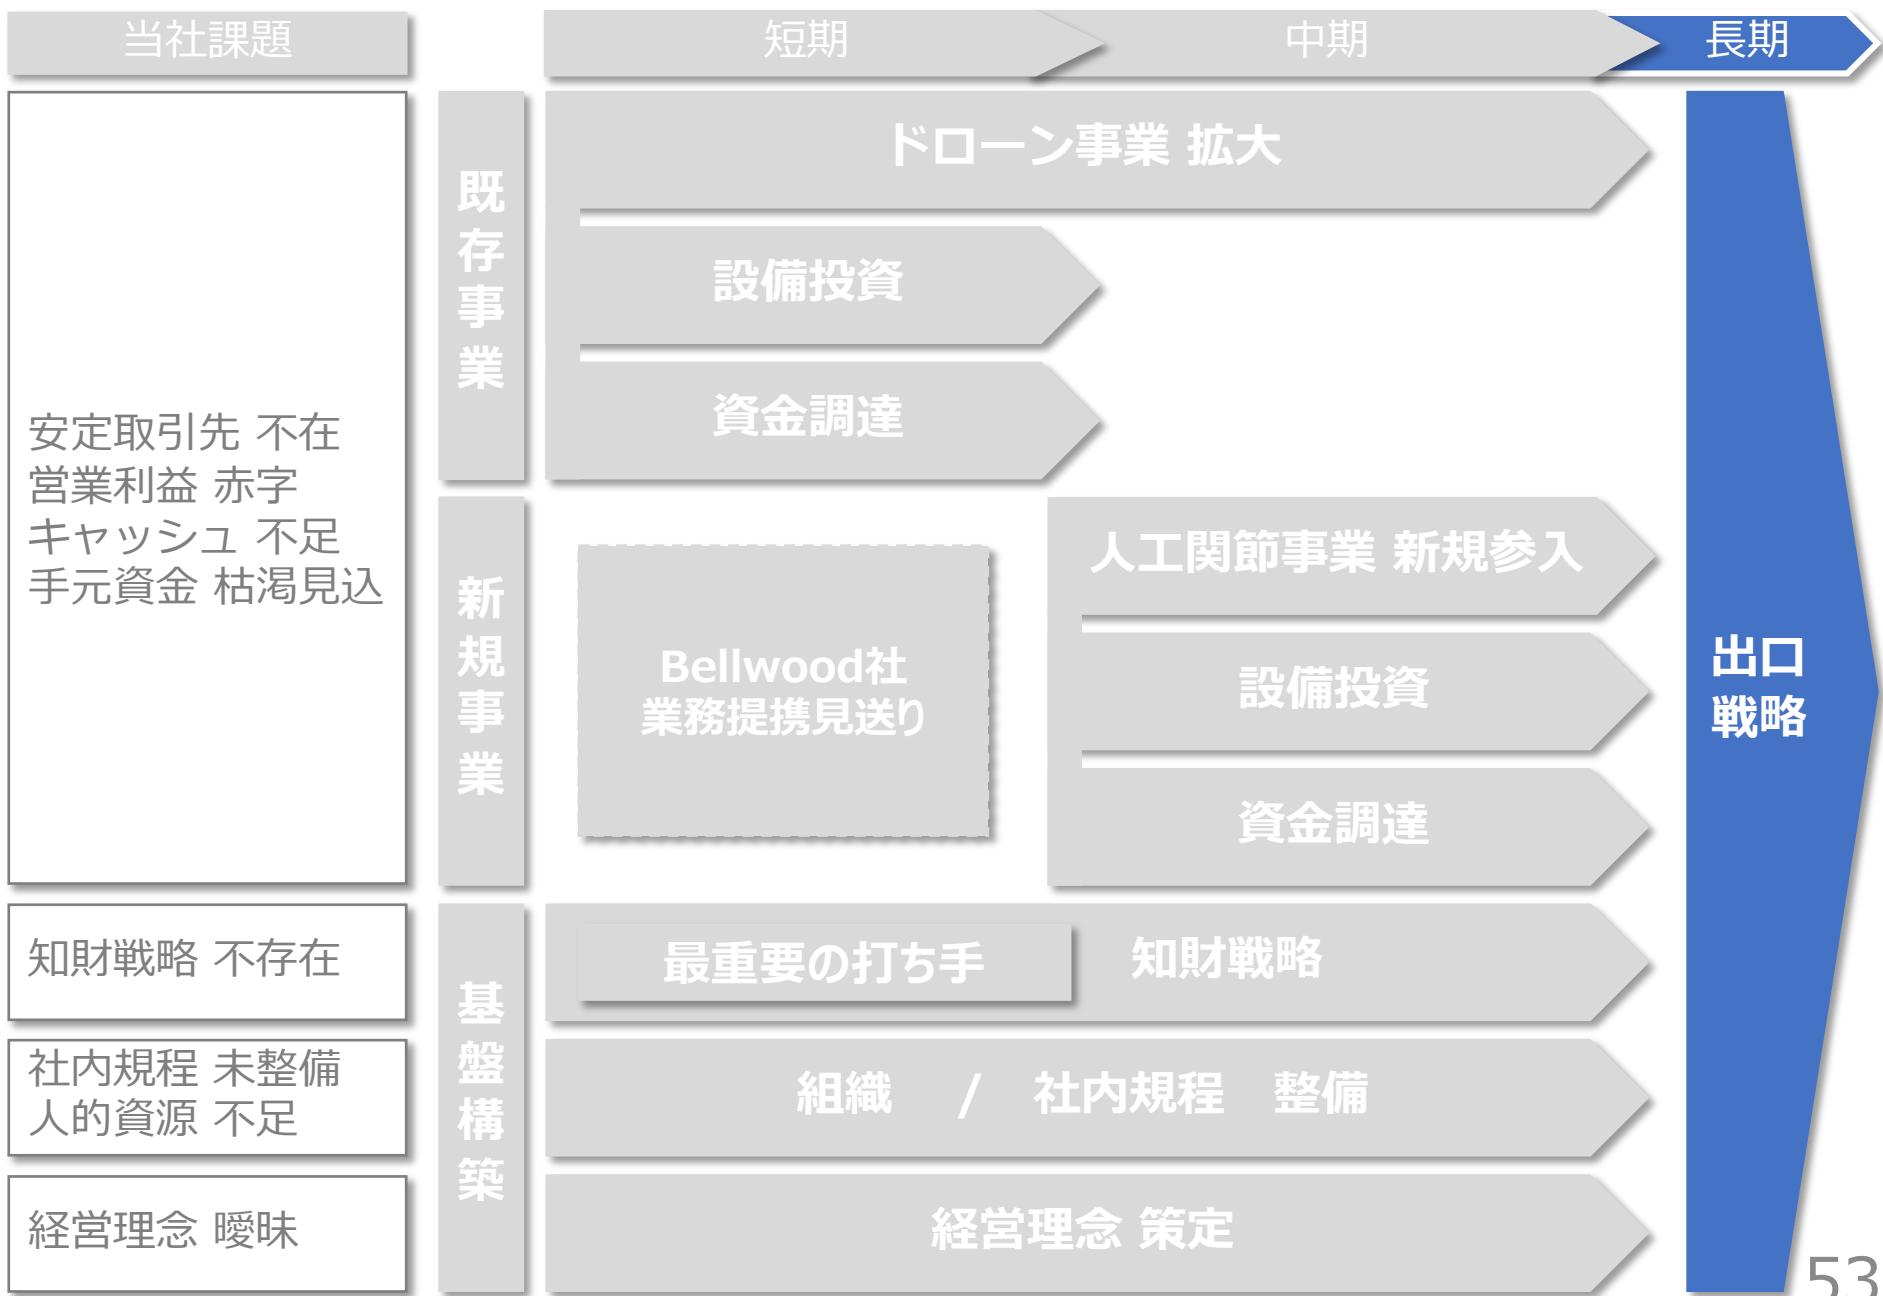 当社課題
短期
中期
長期
安定取引先 不在
営業利益 赤字
キャッシュ 不足
手元資金 枯渇見込
既存事業
ドローン事業 拡大
設備投資
資金調達
新規事業
Bellwood社
業務提携見送り
人工関節事業 新規参入
設備投資
資金調達
出口
戦略
知財戦略 不存在
基盤構築
最重要の打ち手
知財戦略
社内規程 未整備
人的資源 不足
組織 / 社内規程 整備
経営理念 曖昧
経営理念 策定
53